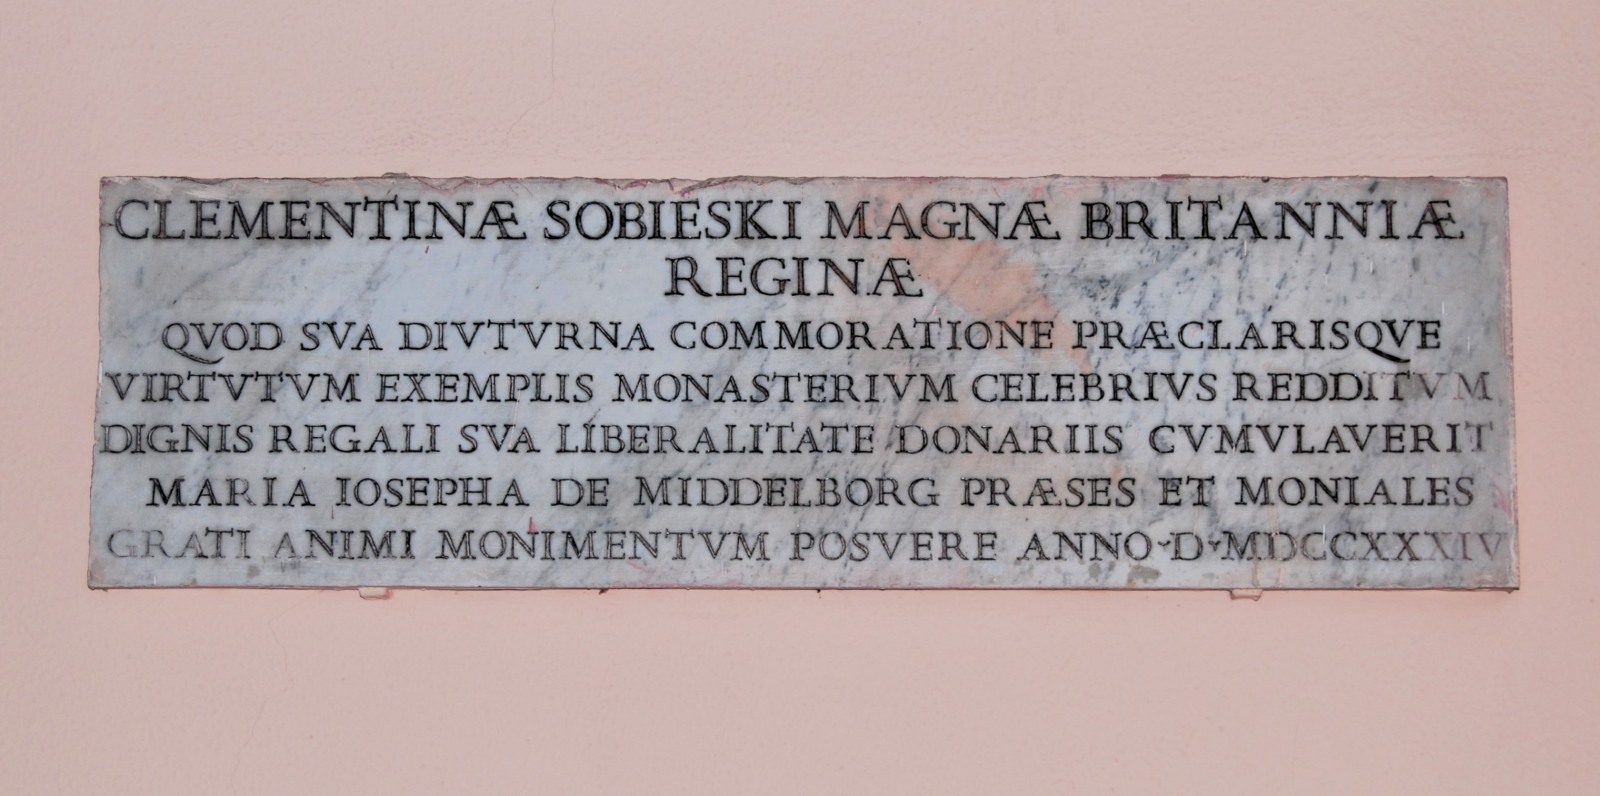 CLEMENTINÆ SOBIESKI MAGNÆ BRITANNIÆ
REGINÆ
QVOD SVA DIVTVRNA COMMORATIONE PRÆCLARISQVE
VIRTVTVM EXEMPLIS MONASTERIVM CELEBRIVS REDDITVM
DIGNIS REGALI SVA LIBERALITATE DONARIIS CVMVLAVERIT
MARIA IOSEPHA DE MIDDELBORG PRÆSES ET MONIALES
GRATI ANIMI MONIMENTVM POSVERE ANNO·D·MDCCXXXIV